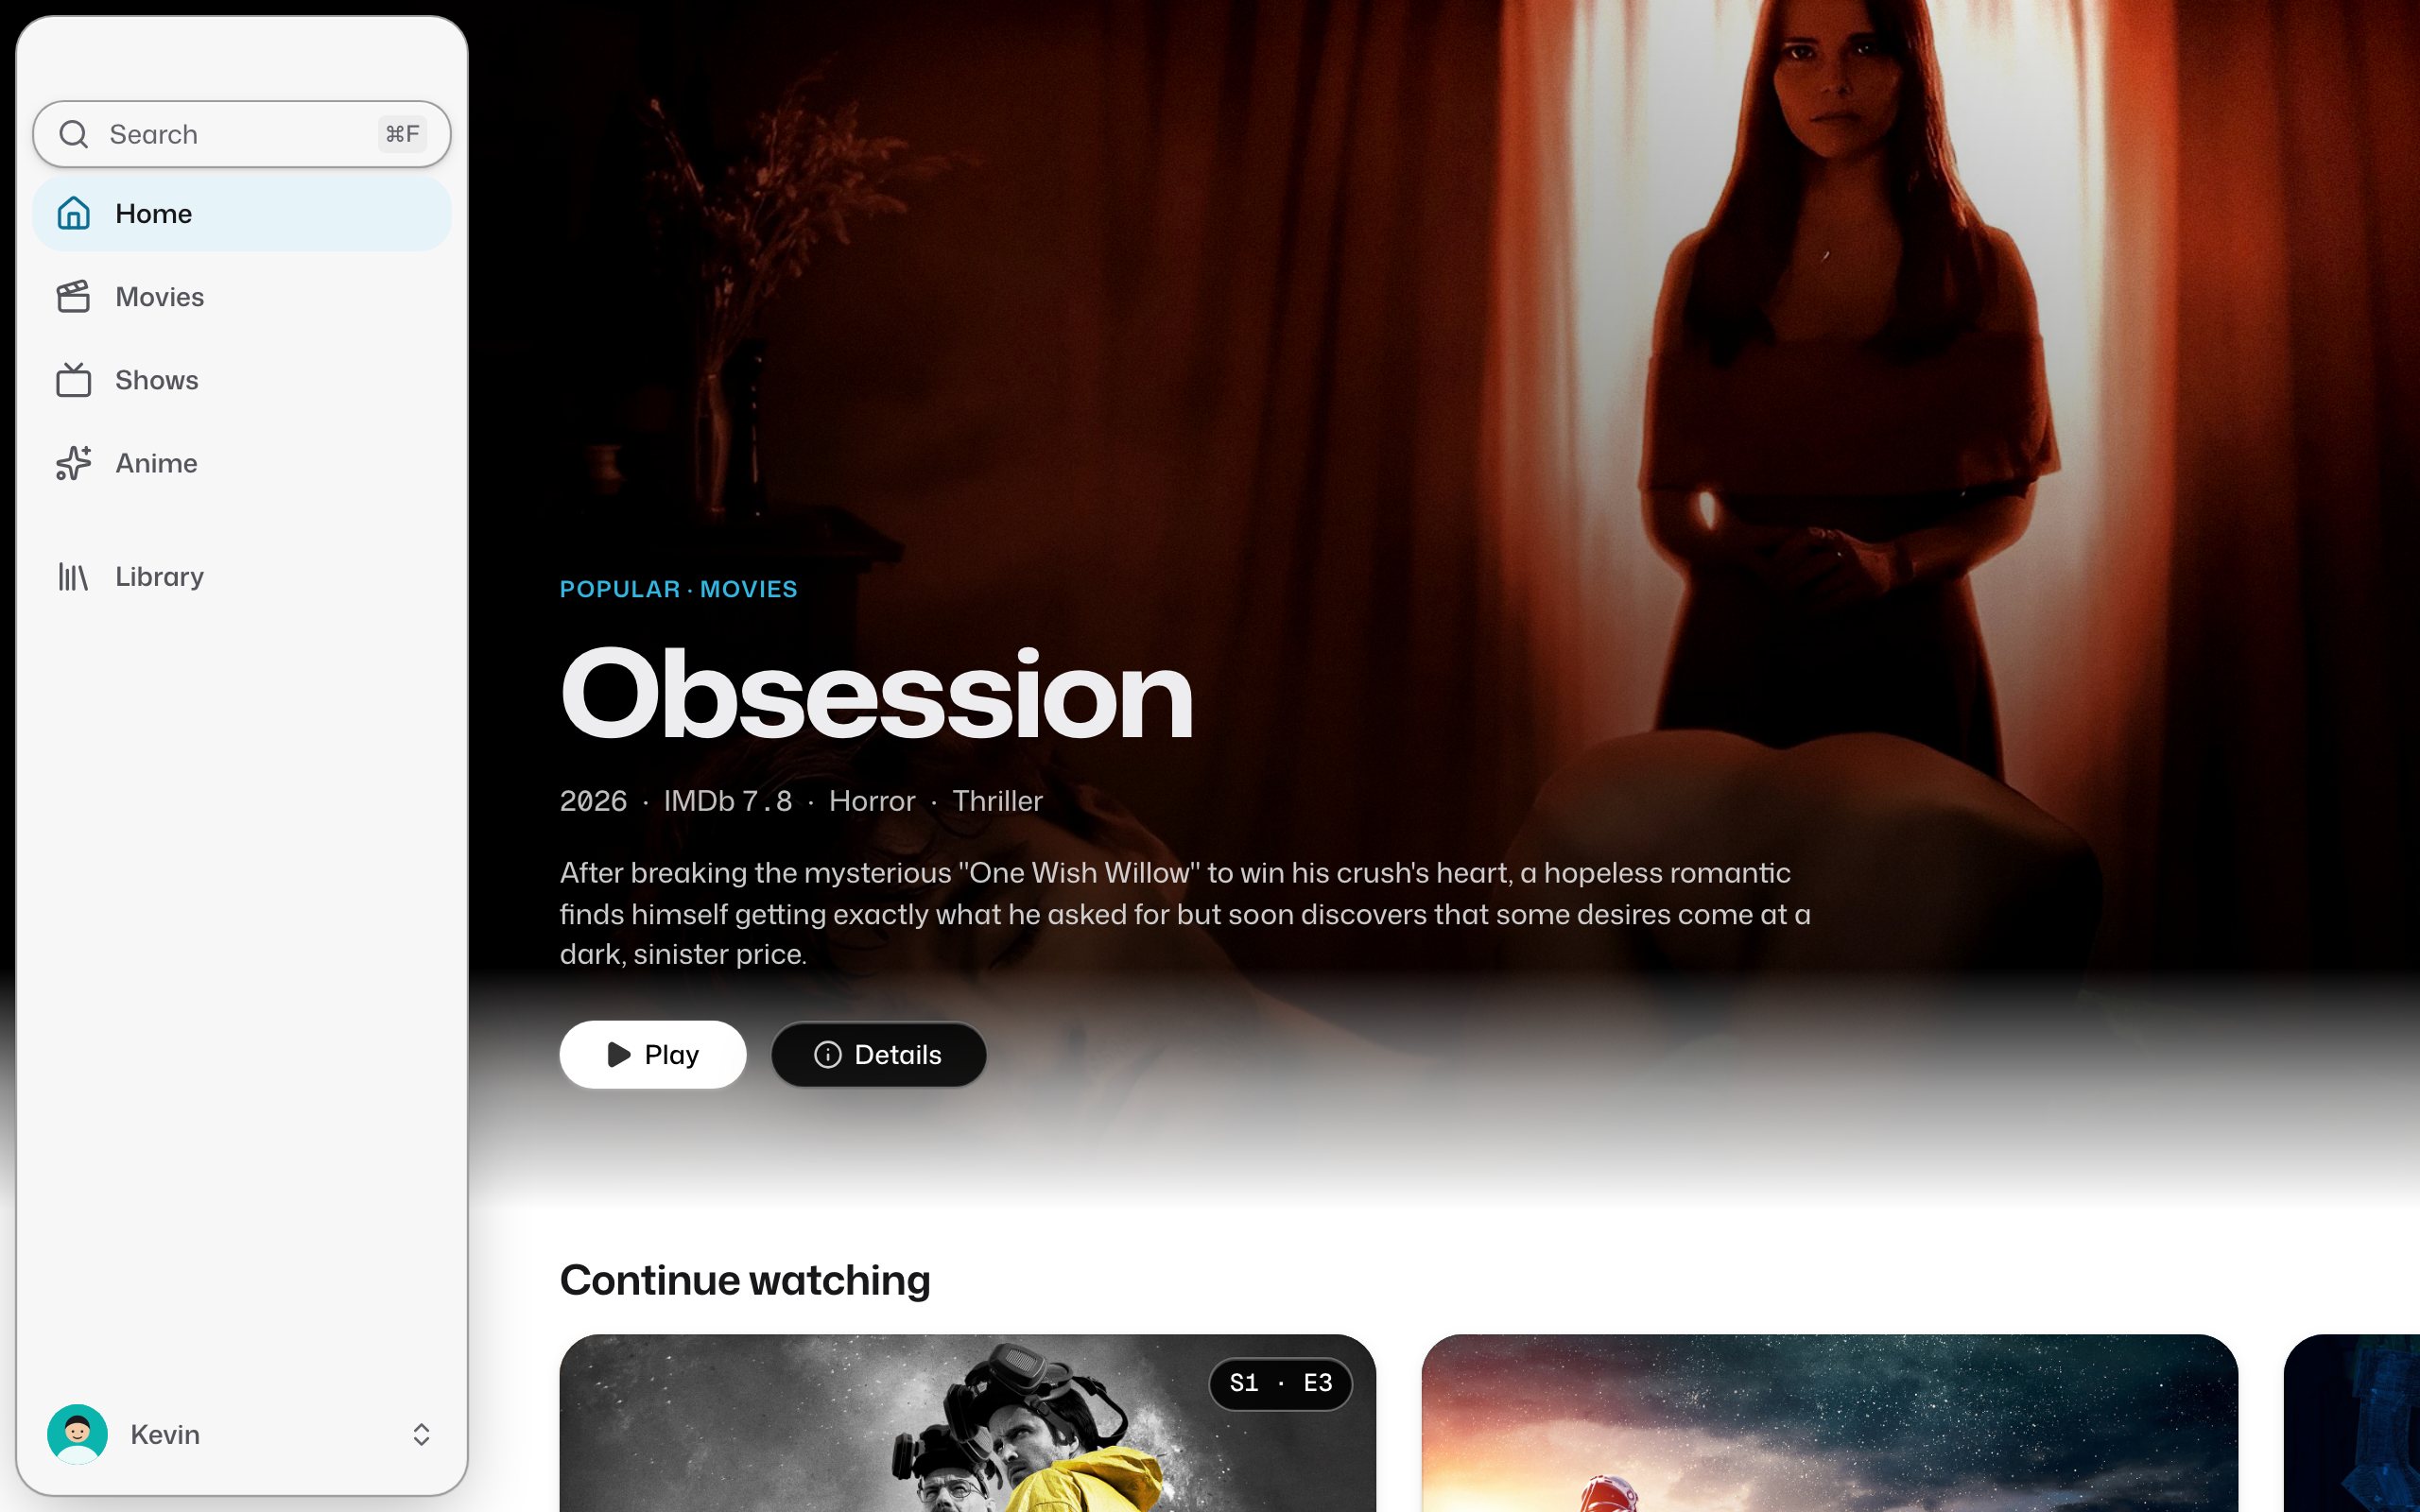 Search ⌘F
Home
Movies
Shows
Anime
Library
Kevin
POPULAR · MOVIES
Obsession
2026 · IMDb 7.8 · Horror · Thriller
After breaking the mysterious "One Wish Willow" to win his crush's heart, a hopeless romantic
finds himself getting exactly what he asked for but soon discovers that some desires come at a
dark, sinister price.
Play Details
Continue watching
S1 · E3